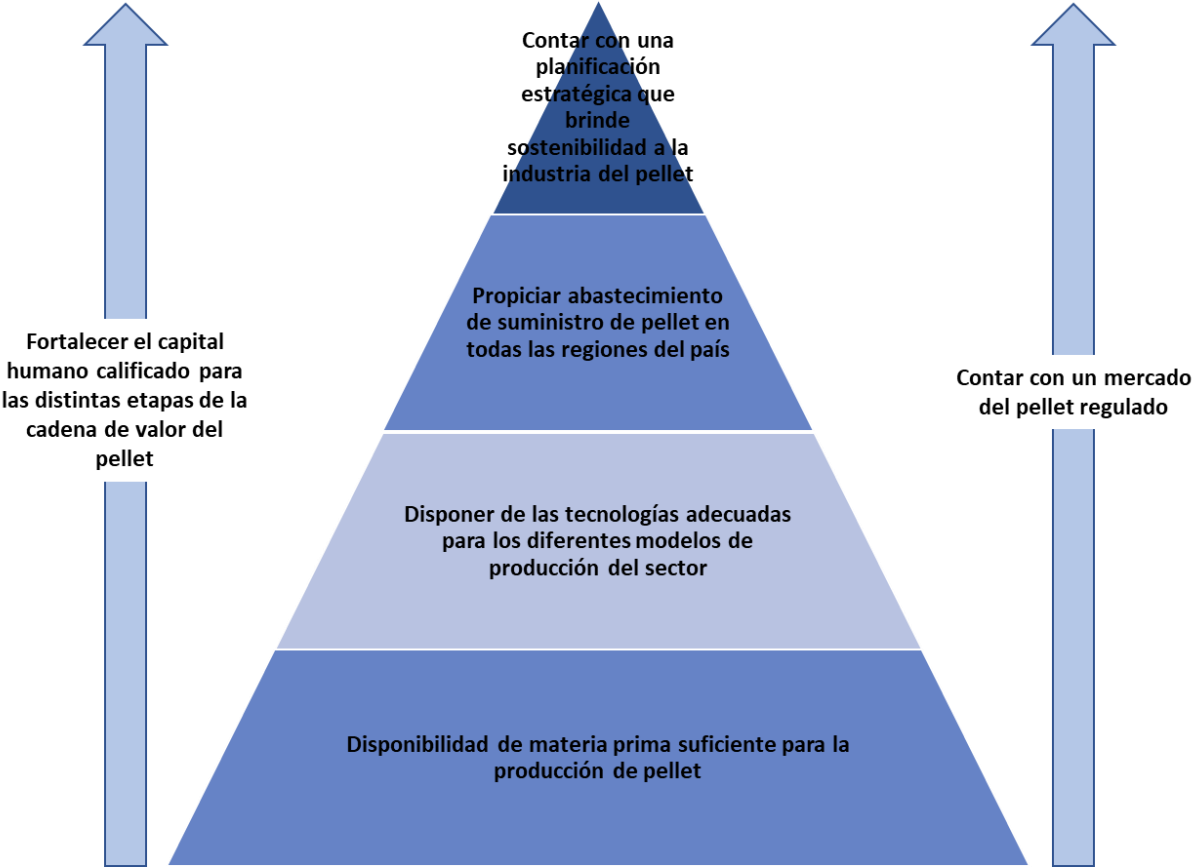 Contar con una
planificación
estratégica que
brinde
sostenibilidad a la
industria del pellet
Propiciar abastecimiento
de suministro de pellet en
todas las regiones del país
Fortalecer el capital
humano calificado para
las distintas etapas de la
cadena de valor del
pellet
Contar con un mercado
del pellet regulado
Disponer de las tecnologías adecuadas
para los diferentes modelos de
producción del sector
Disponibilidad de materia prima suficiente para la
producción de pellet